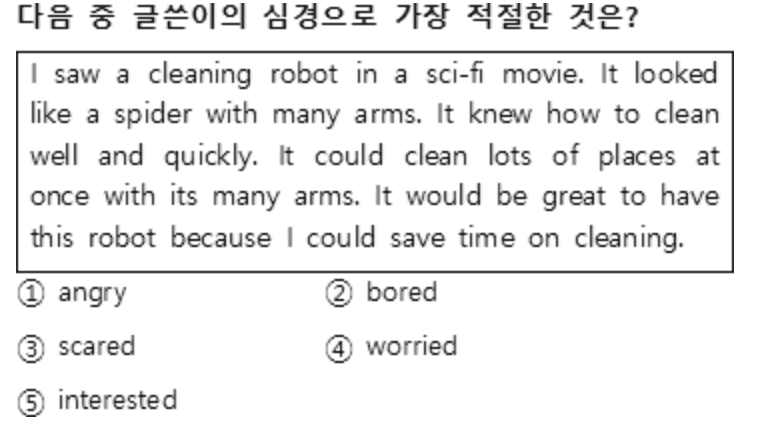 다음 중 글쓴이의 심경으로 가장 적절한 것은?
I saw a cleaning robot in a sci-fi movie. It looked
like a spider with many arms. It knew how to clean
well and quickly. It could clean lots of places at
once with its many arms. It would be great to have
this robot because I could save time on cleaning.
① angry ② bored
③ scared ④ worried
⑤ interested